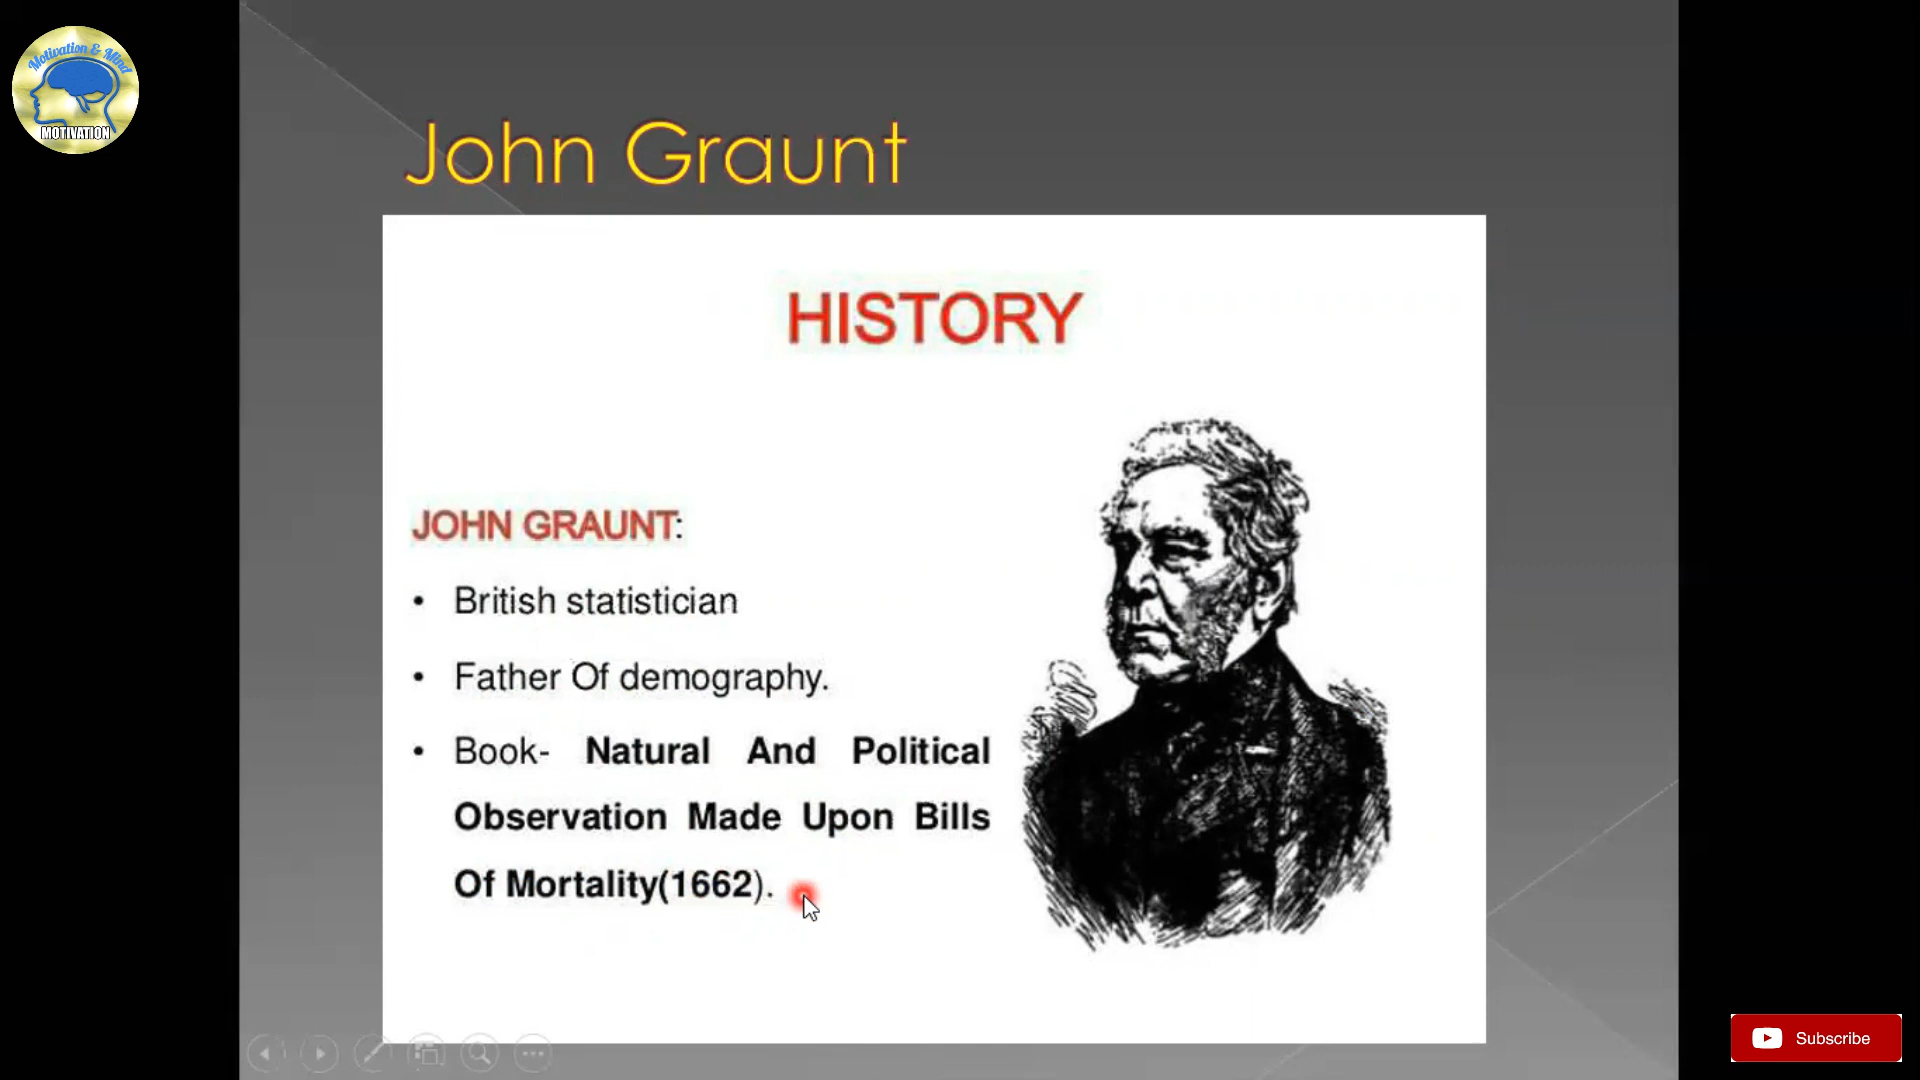 Motivation & Mind
MOTIVATION
John Graunt
HISTORY
JOHN GRAUNT:
• British statistician
• Father Of demography.
• Book- Natural And Political
Observation Made Upon Bills
Of Mortality(1662).
Subscribe